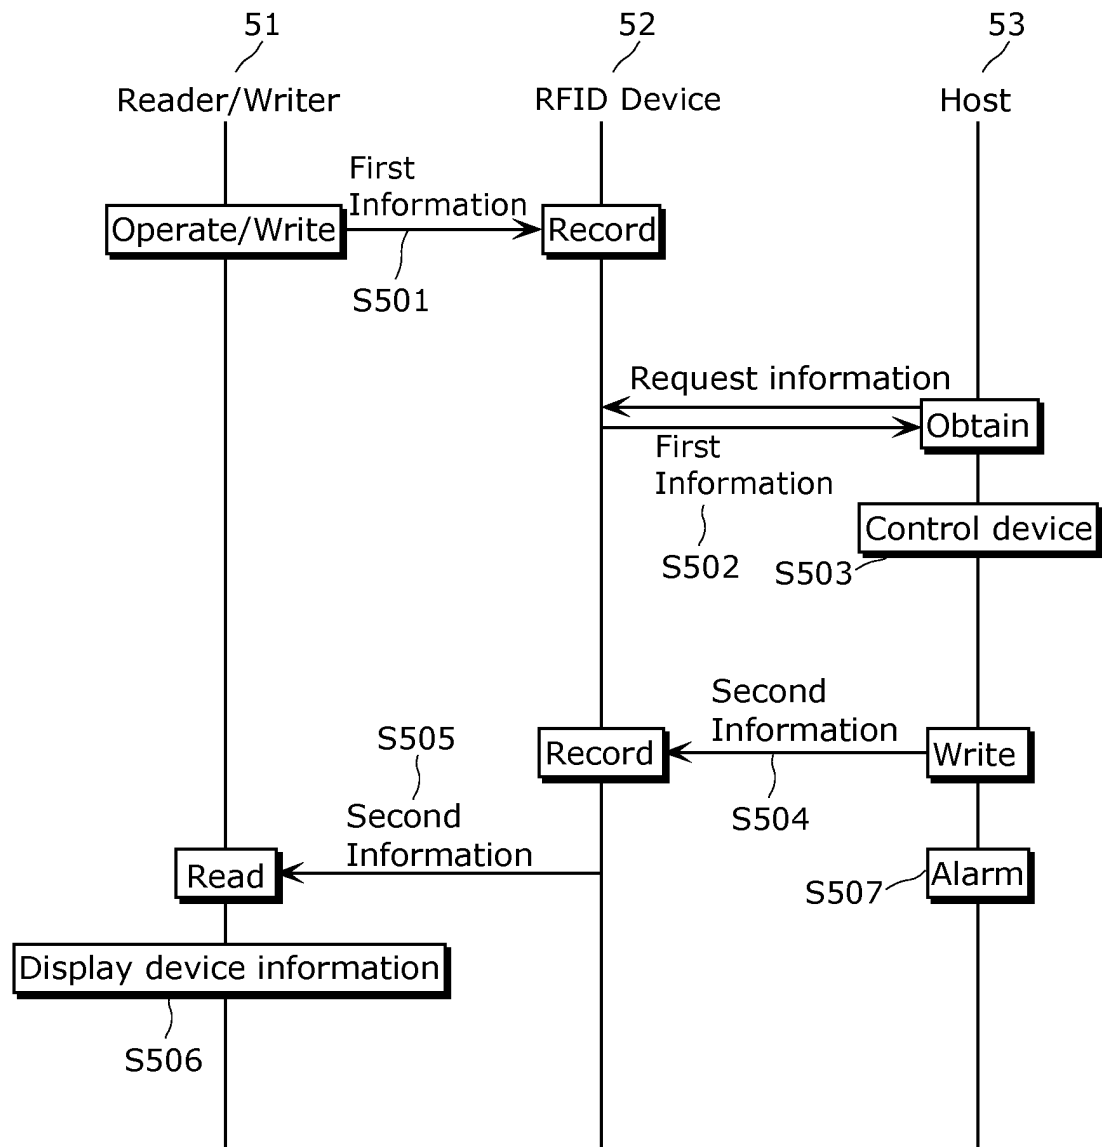 51
52
53
Reader/Writer
RFID Device
Host
First
Information
Operate/Write
Record
S501
Request information
Obtain
First
Information
Control device
S502
S503
Second
Information
Record
Write
S505
S504
Second
Information
Read
Alarm
S507
Display device information
S506